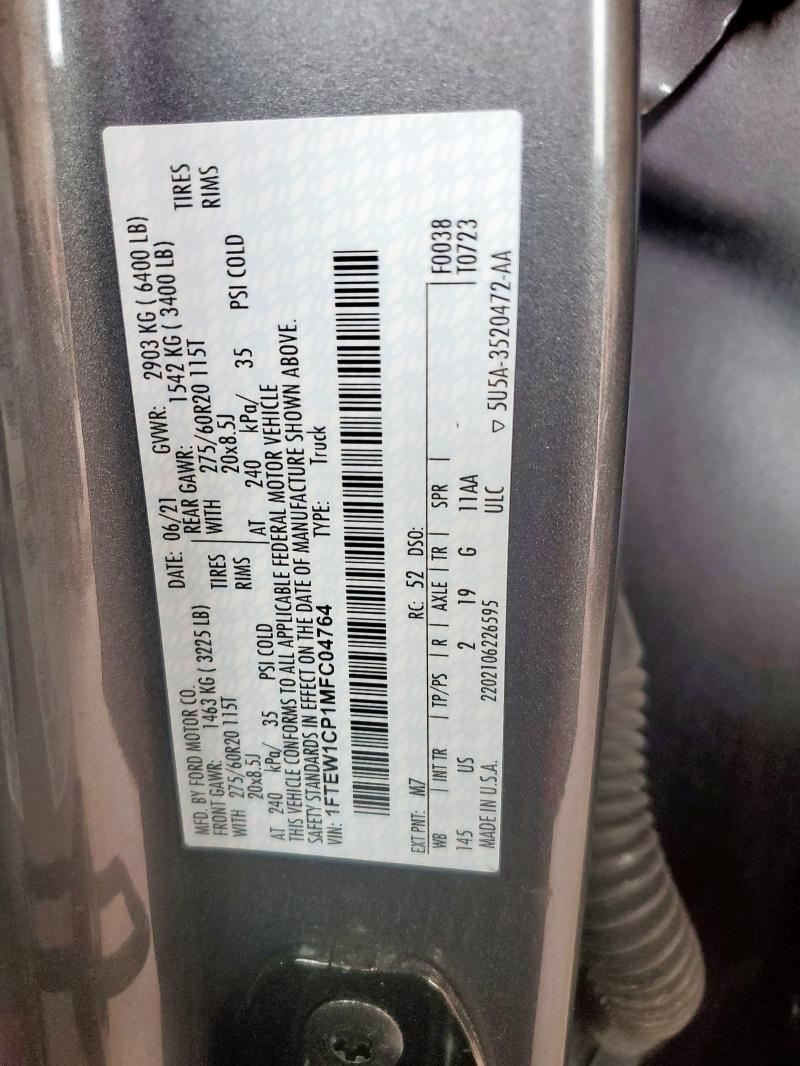 MFD. BY FORD MOTOR CO.
DATE: 06/21
GVWR: 2903 KG ( 6400 LB)
FRONT GAWR: 1463 KG ( 3225 LB)
REAR GAWR: 1542 KG ( 3400 LB)
WITH 275/60R20 115T TIRES
WITH 275/60R20 115T TIRES
20x8.5J RIMS
20x8.5J RIMS
AT 240 kPa/ 35 PSI COLD
AT 240 kPa/ 35 PSI COLD
THIS VEHICLE CONFORMS TO ALL APPLICABLE FEDERAL MOTOR VEHICLE
SAFETY STANDARDS IN EFFECT ON THE DATE OF MANUFACTURE SHOWN ABOVE.
VIN: 1FTEW1CP1MFC04764
TYPE: Truck
EXT PNT: M7
RC: 52 DSO:
F0038
WB | INT TR | TP/PS | R | AXLE | TR | SPR |
T0723
145 US 2 19 G 11AA
MADE IN U.S.A. 2202106226595 ULC
▽ 5U5A-3520472-AA